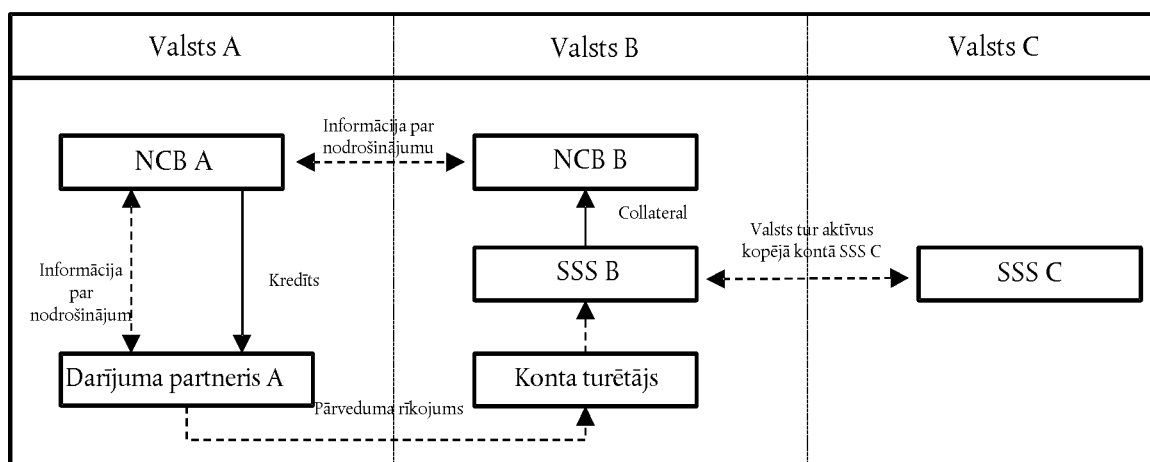 Valsts A
Valsts B
Valsts C
Informācija par
nodrošinājumu
NCB A
NCB B
Collateral
Valsts tur aktīvus
kopējā kontā SSS C
Informācija
par
nodrošinājum
Kredīts
SSS B
SSS C
Darījuma partneris A
Konta turētājs
Pārveduma rīkojums